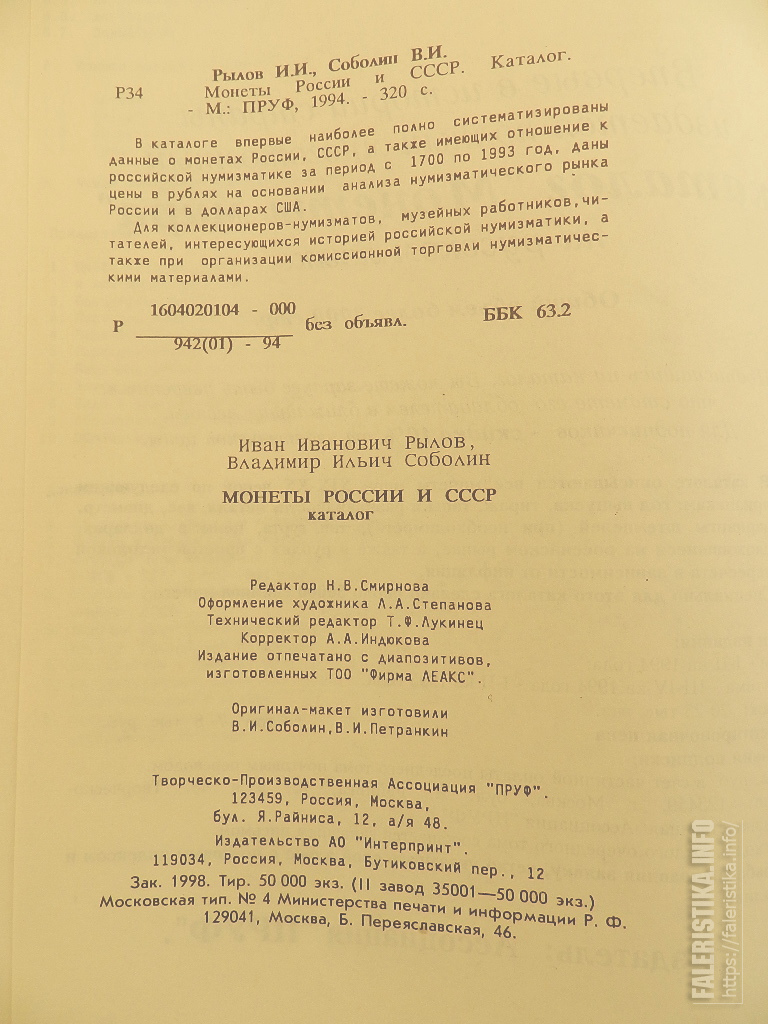 Рылов И.И., Соболин В.И.
Р34 Монеты России и СССР. Каталог.
- М.: ПРУФ, 1994. - 320 с.
В каталоге впервые наиболее полно систематизированы
данные о монетах России, СССР, а также имеющих отношение к
российской нумизматике за период с 1700 по 1993 год, даны
цены в рублях на основании анализа нумизматического рынка
России и в долларах США.
Для коллекционеров-нумизматов, музейных работников,чи-
тателей, интересующихся историей российской нумизматики, а
также при организации комиссионной торговли нумизматичес-
кими материалами.
Р 1604020104 - 000
942(01) - 94
без объявл.
ББК 63.2
Иван Иванович Рылов,
Владимир Ильич Соболин
МОНЕТЫ РОССИИ И СССР
каталог
Редактор Н.В.Смирнова
Оформление художника Л.А.Степанова
Технический редактор Т.Ф.Лукинец
Корректор А.А.Индюкова
Издание отпечатано с диапозитивов,
изготовленных ТОО "Фирма ЛЕАКС".
Оригинал-макет изготовили
В.И.Соболин,В.И.Петранкин
Творческо-Производственная Ассоциация "ПРУФ".
123459, Россия, Москва,
бул. Я.Райниса, 12, а/я 48.
Издательство АО "Интерпринт".
119034, Россия, Москва, Бутиковский пер., 12
Зак. 1998. Тир. 50 000 экз. (II завод 35001—50 000 экз.)
Московская тип. № 4 Министерства печати и информации Р. Ф.
129041, Москва, Б. Переяславская, 46.
FALERISTIKA.INFO
https://faleristika.info/